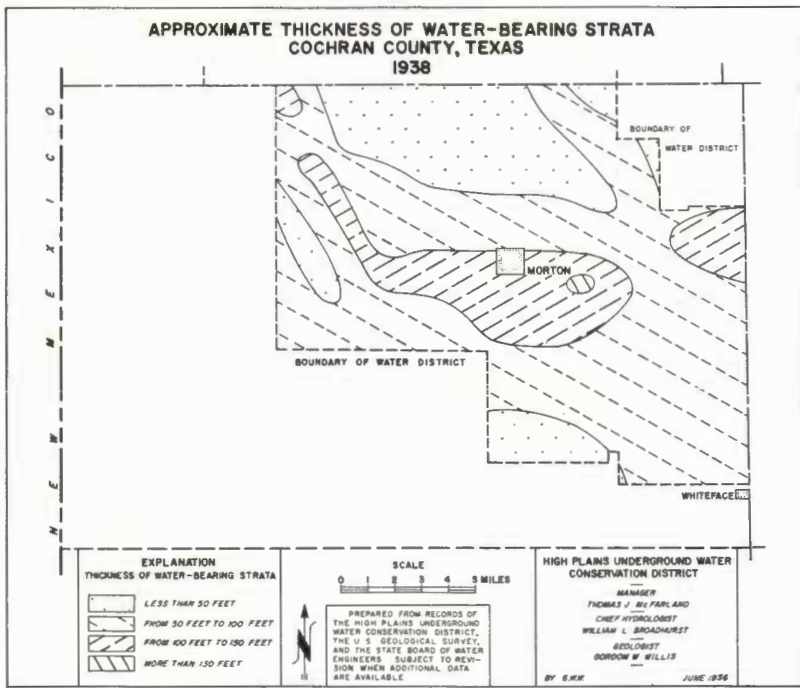 APPROXIMATE THICKNESS OF WATER-BEARING STRATA
COCHRAN COUNTY, TEXAS
1938
NEW MEXICO
BOUNDARY OF
WATER DISTRICT
MORTON
BOUNDARY OF WATER DISTRICT
WHITEFACE
EXPLANATION
THICKNESS OF WATER-BEARING STRATA
LESS THAN 50 FEET
FROM 50 FEET TO 100 FEET
FROM 100 FEET TO 150 FEET
MORE THAN 150 FEET
SCALE
0 1 2 3 4 5 MILES
N
PREPARED FROM RECORDS OF
THE HIGH PLAINS UNDERGROUND
WATER CONSERVATION DISTRICT,
THE U S GEOLOGICAL SURVEY,
AND THE STATE BOARD OF WATER
ENGINEERS SUBJECT TO REVI-
SION WHEN ADDITIONAL DATA
ARE AVAILABLE
HIGH PLAINS UNDERGROUND WATER
CONSERVATION DISTRICT
MANAGER
THOMAS J McFARLAND
CHIEF HYDROLOGIST
WILLIAM L BROADHURST
GEOLOGIST
GORDON W WILLIS
BY G.W.W. JUNE 1956